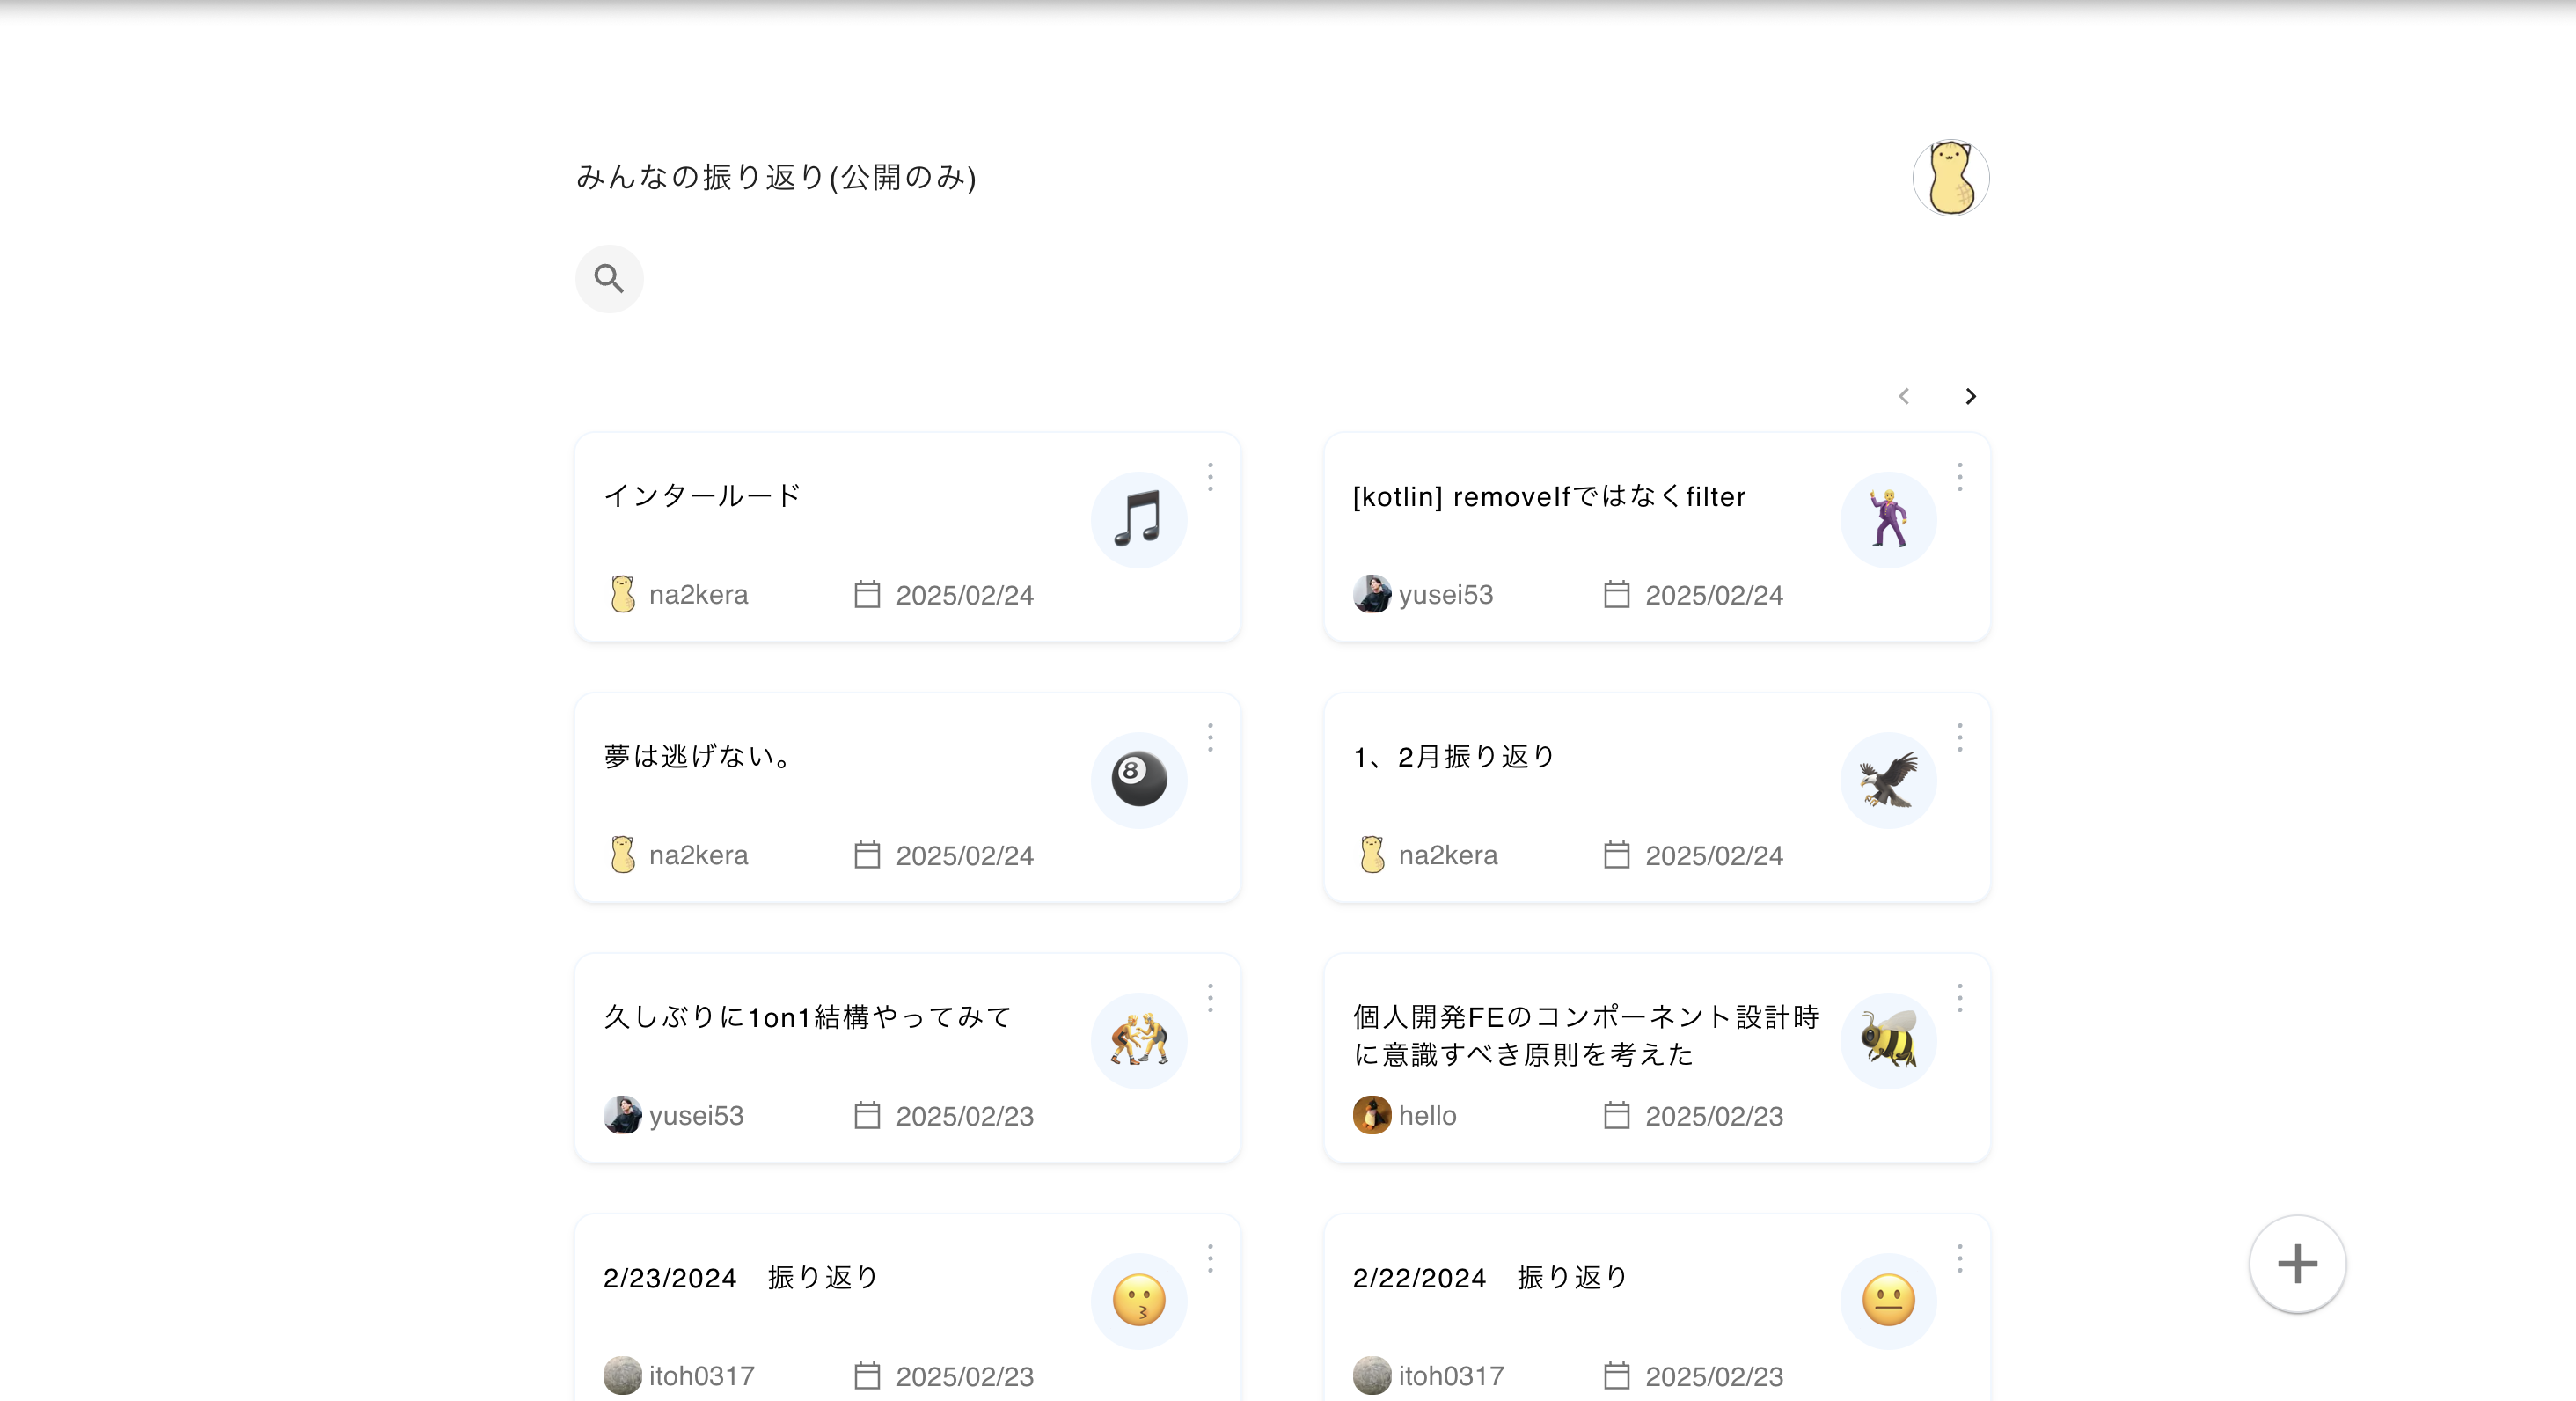 みんなの振り返り(公開のみ)
インタールード
na2kera 2025/02/24
[kotlin] removeIfではなくfilter
yusei53 2025/02/24
夢は逃げない。
8
na2kera 2025/02/24
1、2月振り返り
na2kera 2025/02/24
久しぶりに1on1結構やってみて
yusei53 2025/02/23
個人開発FEのコンポーネント設計時
に意識すべき原則を考えた
hello 2025/02/23
2/23/2024　振り返り
itoh0317 2025/02/23
2/22/2024　振り返り
itoh0317 2025/02/23